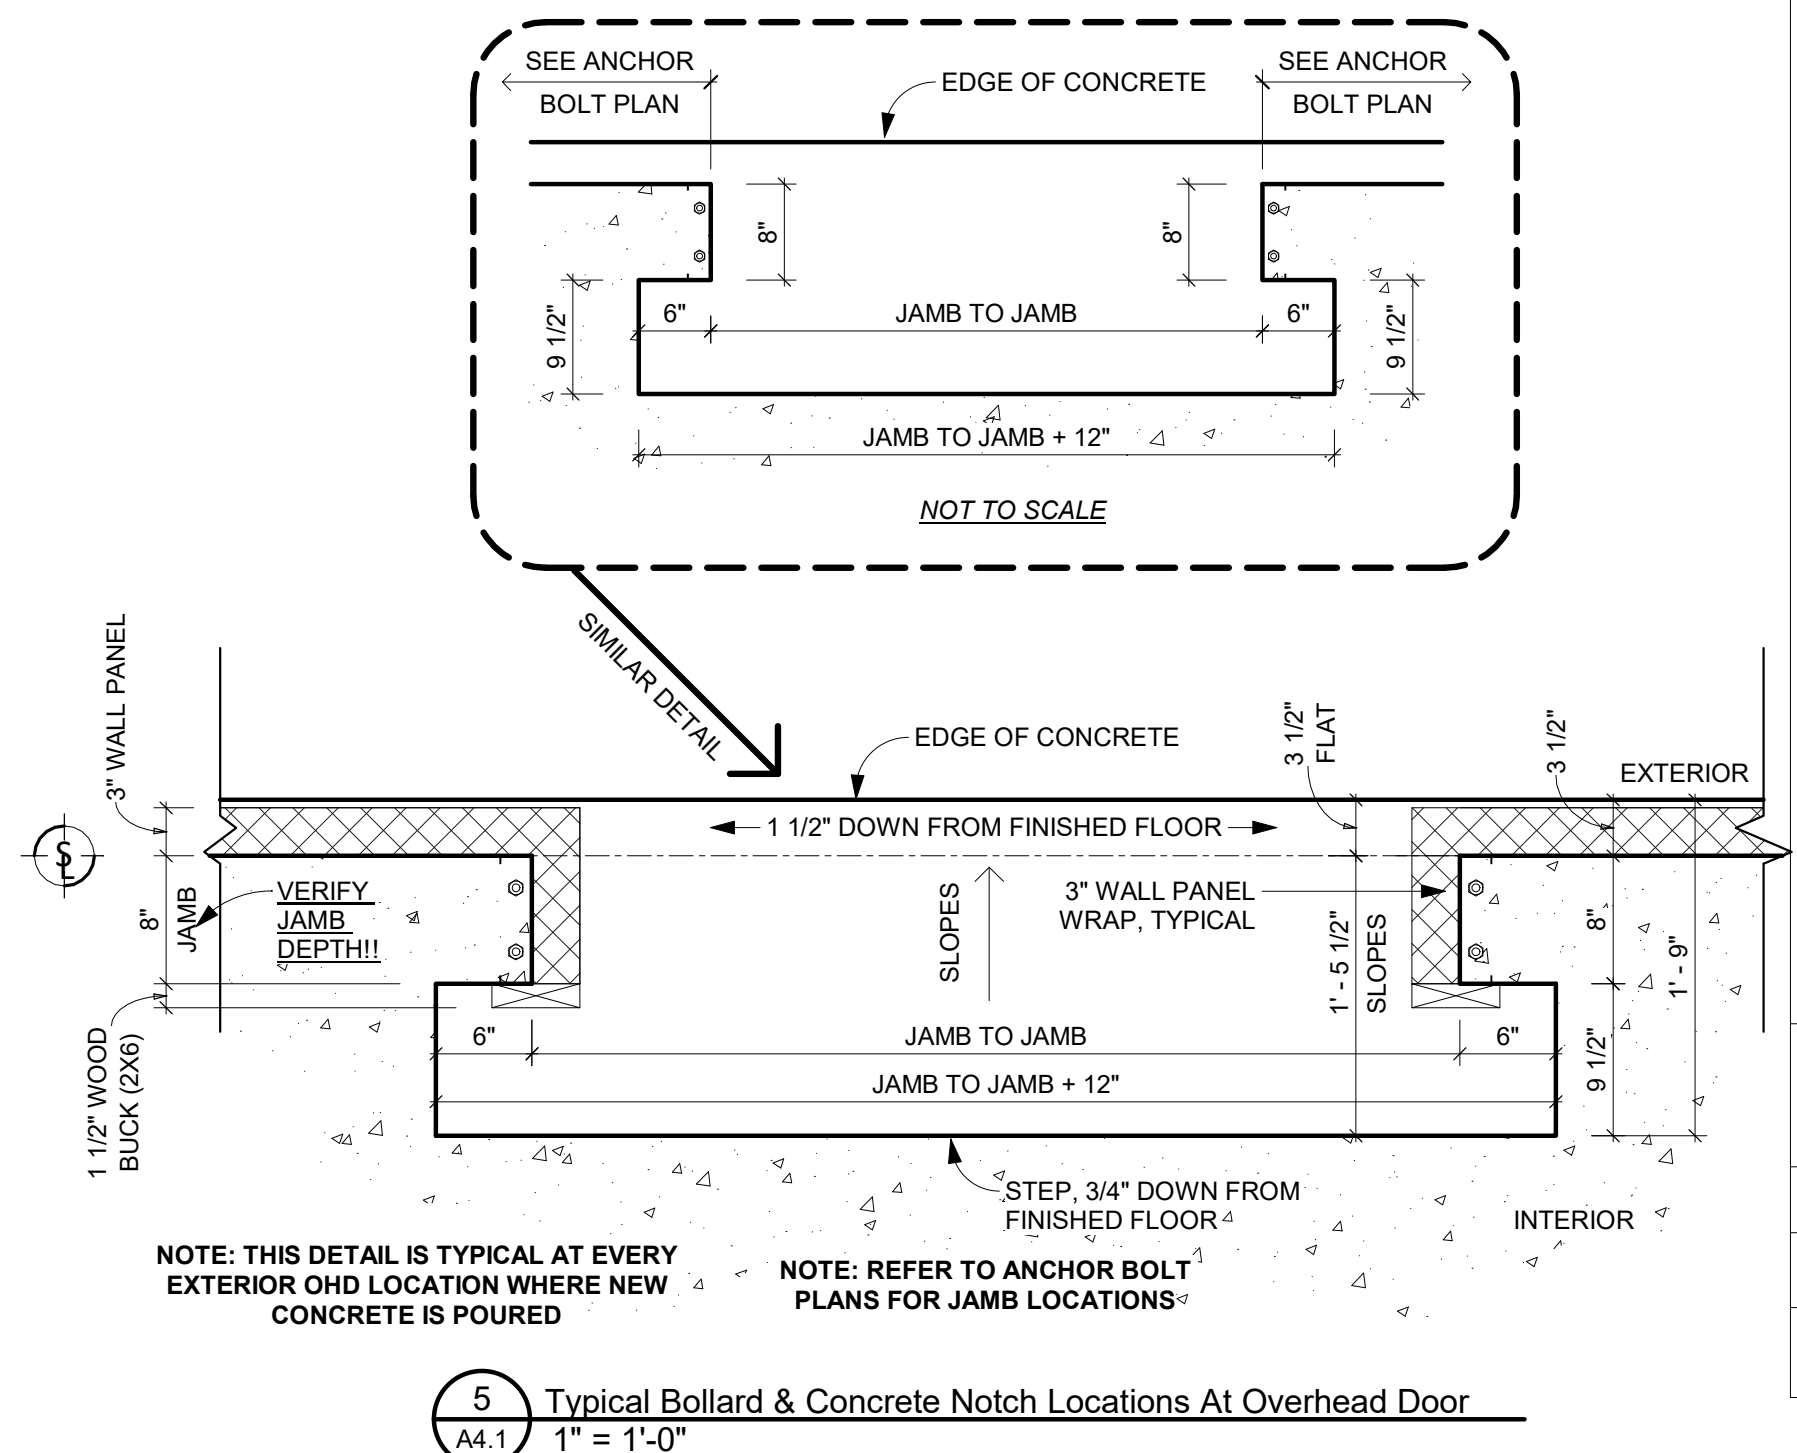 SEE ANCHOR
BOLT PLAN
EDGE OF CONCRETE
SEE ANCHOR
BOLT PLAN
8"
8"
9 1/2"
6"
JAMB TO JAMB
6"
9 1/2"
JAMB TO JAMB + 12"
NOT TO SCALE
SIMILAR DETAIL
3" WALL PANEL
EDGE OF CONCRETE
3 1/2"
FLAT
3 1/2"
EXTERIOR
1 1/2" DOWN FROM FINISHED FLOOR
SL
8"
JAMB
VERIFY
JAMB
DEPTH!!
SLOPES
3" WALL PANEL
WRAP, TYPICAL
1' - 5 1/2"
SLOPES
8"
1' - 9"
1 1/2" WOOD
BUCK (2X6)
6"
JAMB TO JAMB
6"
9 1/2"
JAMB TO JAMB + 12"
STEP, 3/4" DOWN FROM
FINISHED FLOOR
INTERIOR
NOTE: THIS DETAIL IS TYPICAL AT EVERY
EXTERIOR OHD LOCATION WHERE NEW
CONCRETE IS POURED
NOTE: REFER TO ANCHOR BOLT
PLANS FOR JAMB LOCATIONS
5
A4.1
Typical Bollard & Concrete Notch Locations At Overhead Door
1" = 1'-0"